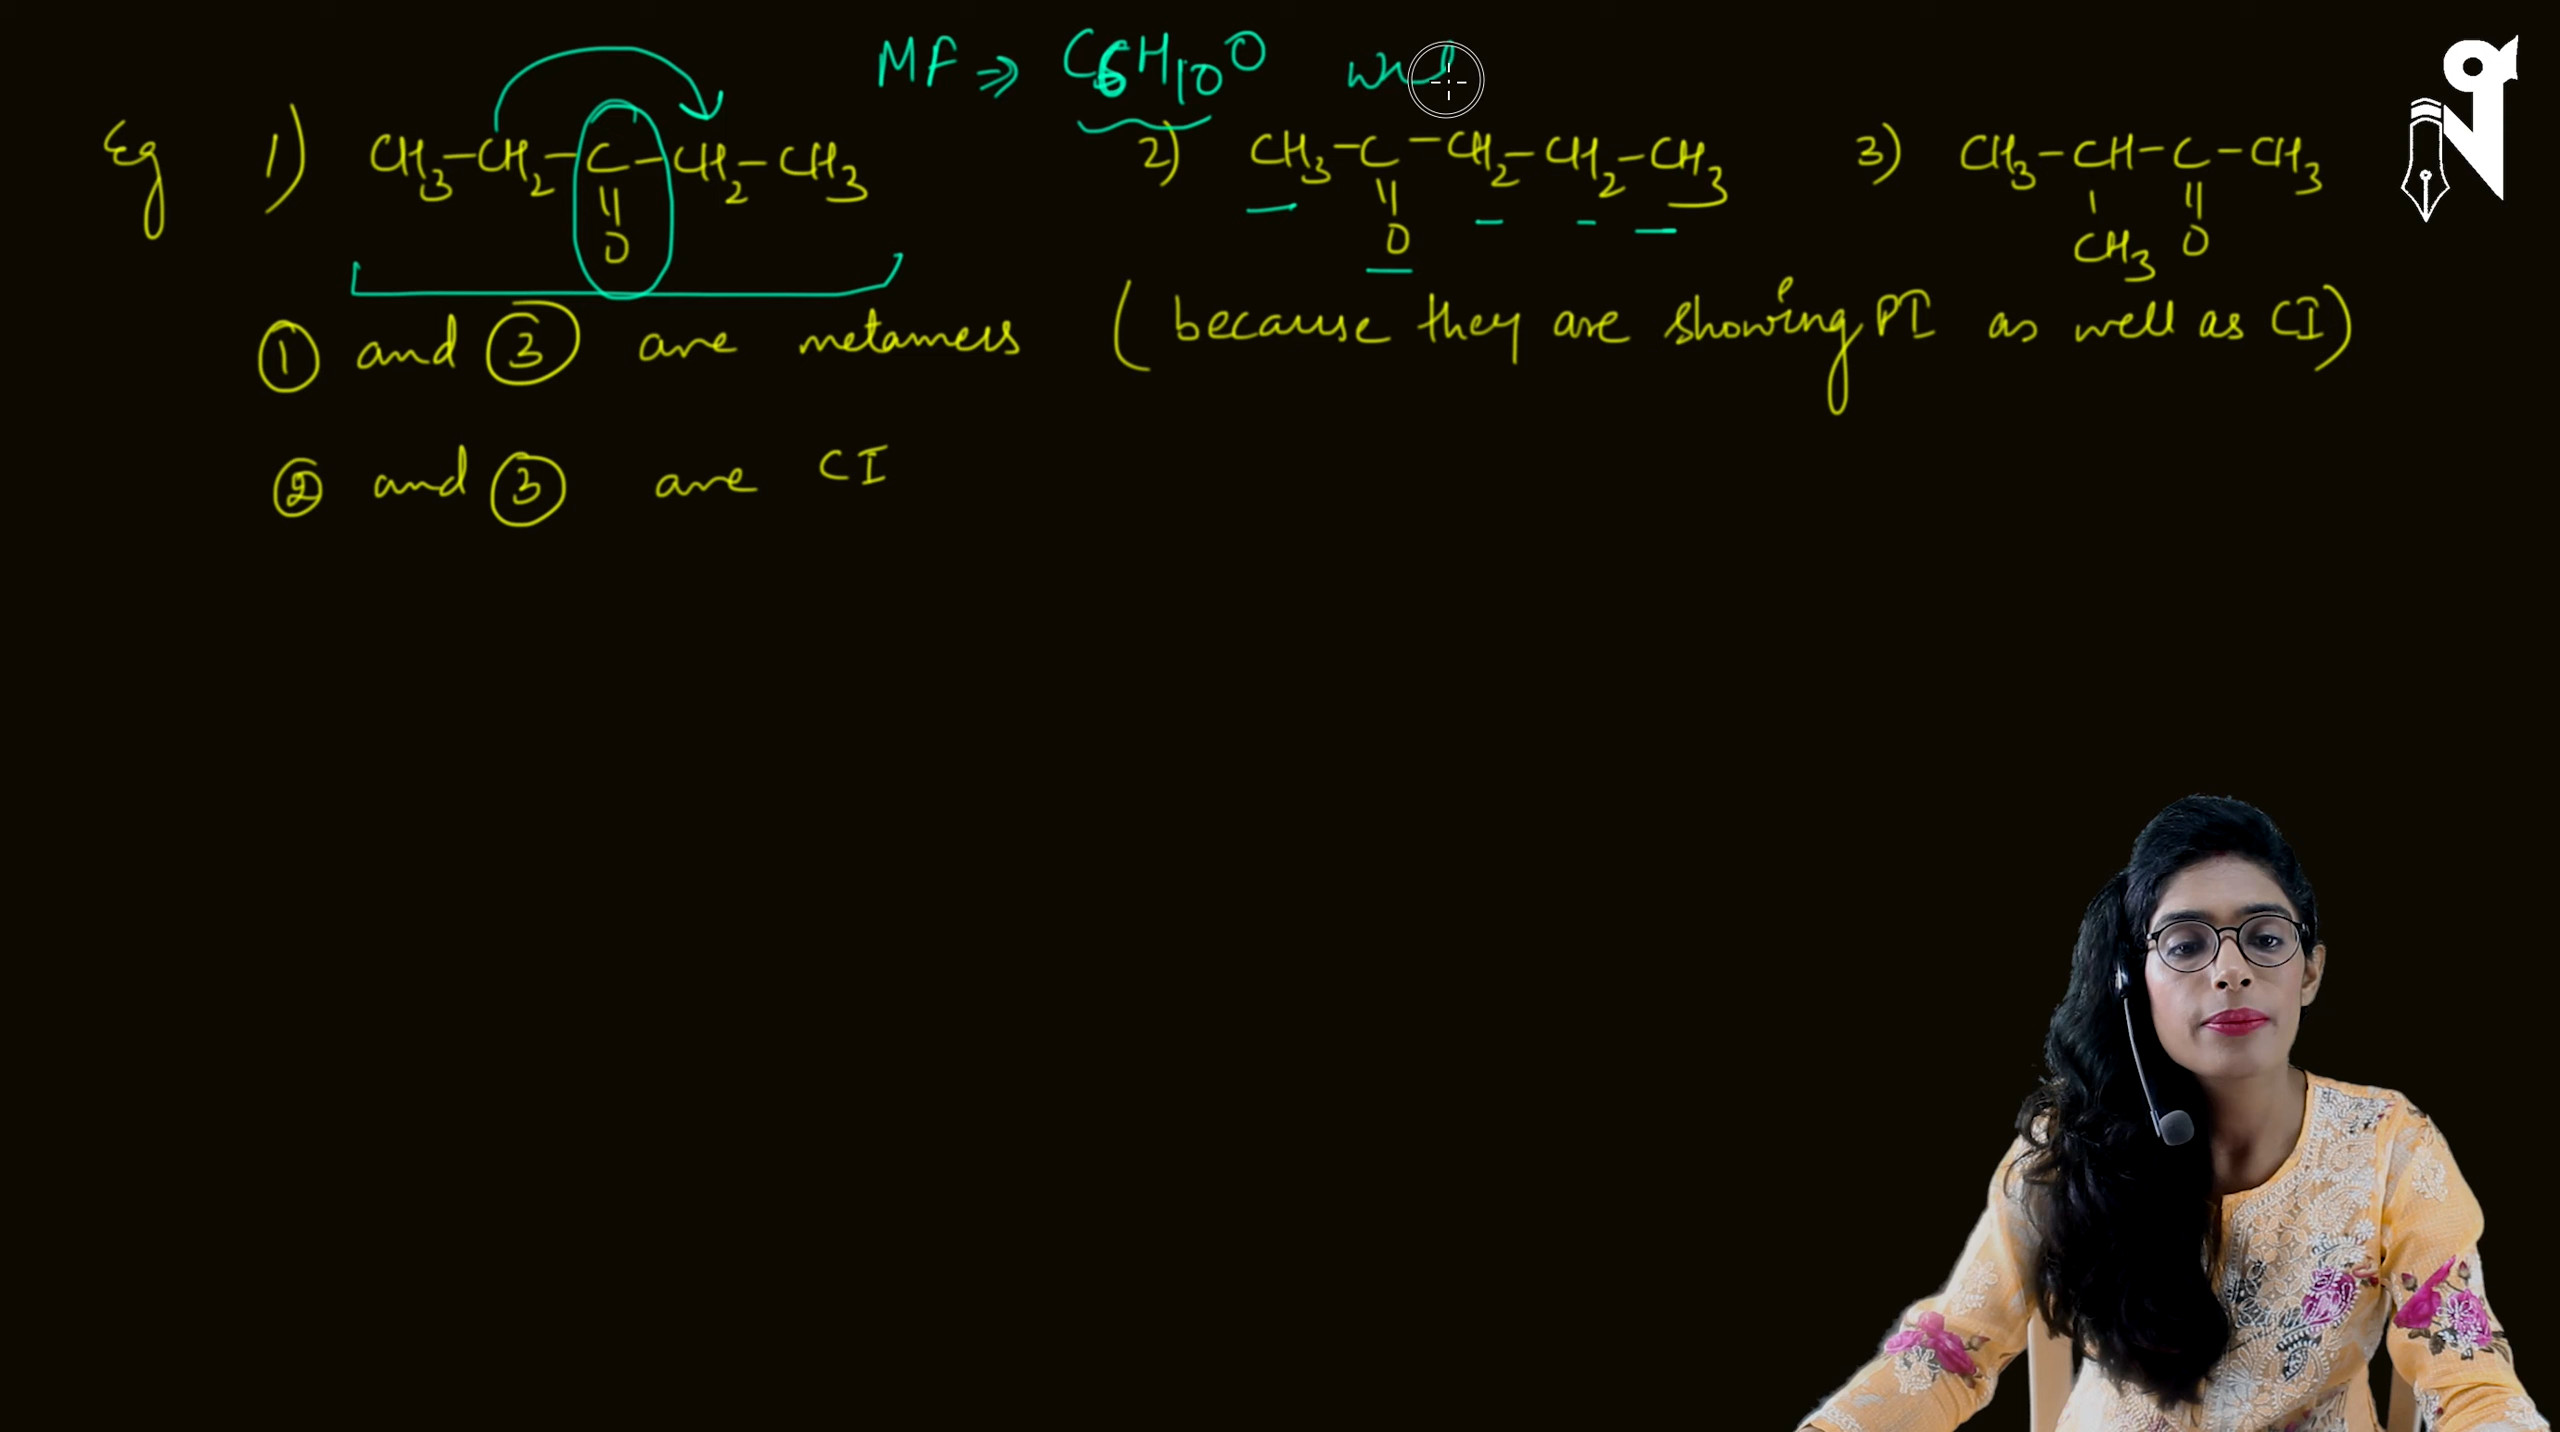 MF ⇒ C6H10O
Eg 1) CH3-CH2-C-CH2-CH3 2) CH3-C-CH2-CH2-CH3 3) CH3-CH-C-CH3
|| || | ||
O O CH3 O
① and ③ are metamers (because they are showing PI as well as CI)
② and ③ are CI